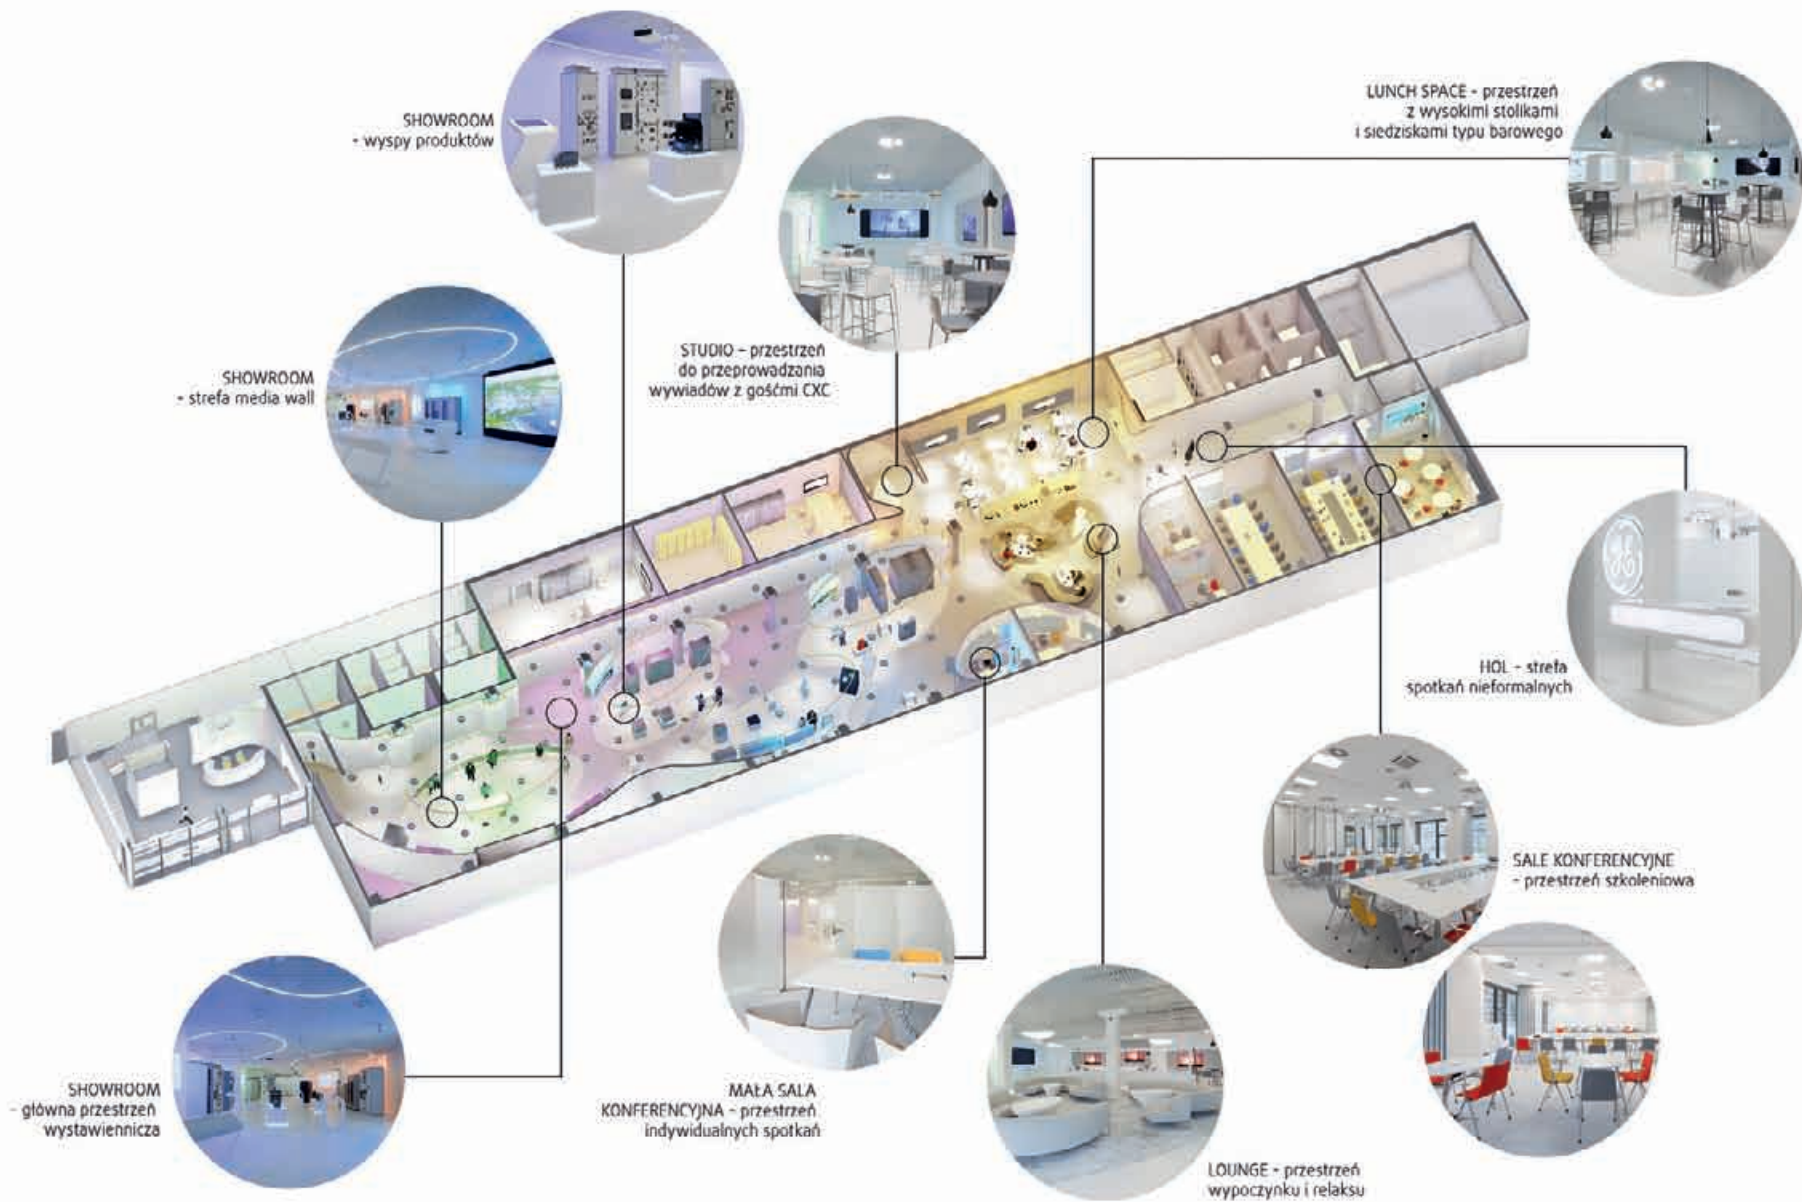 SHOWROOM
- wyspy produktów
LUNCH SPACE - przestrzeń
z wysokimi stolikami
i siedziskami typu barowego
STUDIO - przestrzeń
do przeprowadzania
wywiadów z gośćmi CXC
SHOWROOM
- strefa media wall
HOL - strefa
spotkań nieformalnych
SALE KONFERENCYJNE
- przestrzeń szkoleniowa
SHOWROOM
- główna przestrzeń
wystawiennicza
MAŁA SALA
KONFERENCYJNA - przestrzeń
indywidualnych spotkań
LOUNGE - przestrzeń
wypoczynku i relaksu